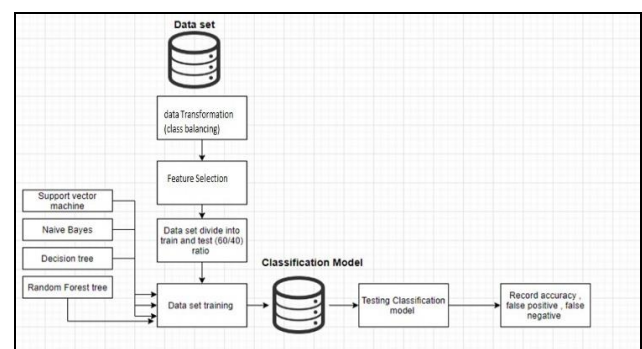 Data set
data Transformation
(class balancing)
Feature Selection
Support vector
machine
Naive Bayes
Decision tree
Random Forest tree
Data set divide into
train and test (60/40)
ratio
Data set training
Classification Model
Testing Classification
model
Record accuracy ,
false positive , false
negative